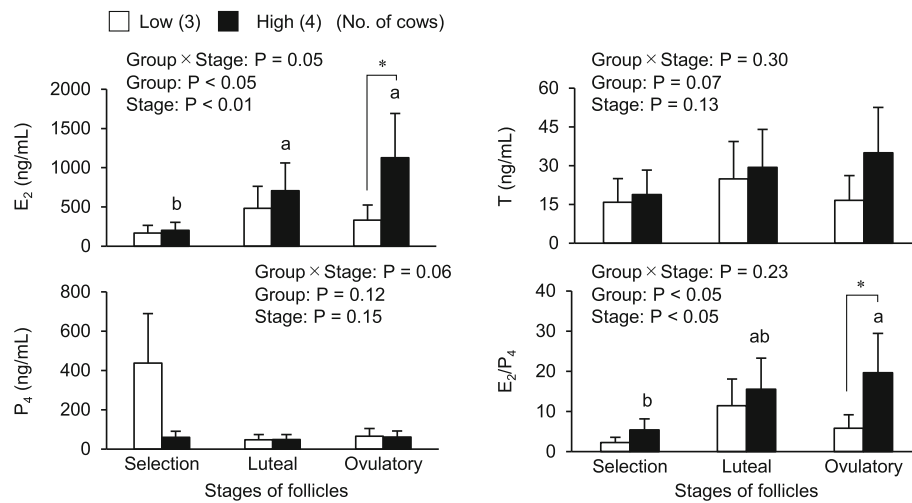 Low (3) High (4) (No. of cows)
Group × Stage: P = 0.05
Group: P < 0.05
Stage: P < 0.01
E2 (ng/mL)
2000
1500
1000
500
0
b
a
*
a
Group × Stage: P = 0.30
Group: P = 0.07
Stage: P = 0.13
T (ng/mL)
60
45
30
15
0
Group × Stage: P = 0.06
Group: P = 0.12
Stage: P = 0.15
P4 (ng/mL)
800
600
400
200
0
Selection Luteal Ovulatory
Stages of follicles
Group × Stage: P = 0.23
Group: P < 0.05
Stage: P < 0.05
E2/P4
40
30
20
10
0
b
ab
*
a
Selection Luteal Ovulatory
Stages of follicles